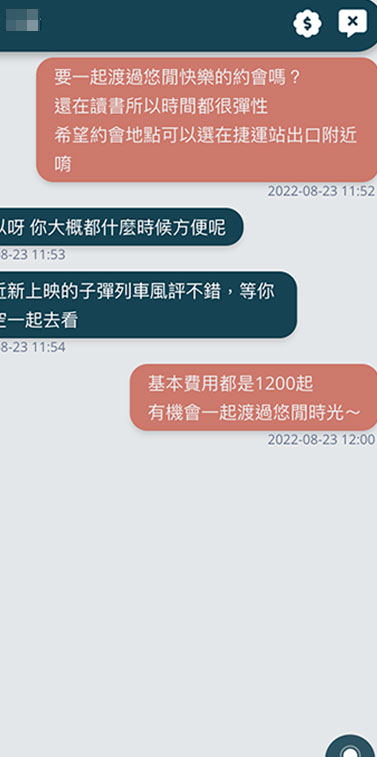 要一起渡過悠閒快樂的約會嗎？
還在讀書所以時間都很彈性
希望約會地點可以選在捷運站出口附近
唷
2022-08-23 11:52
以呀 你大概都什麼時候方便呢
8-23 11:53
近新上映的子彈列車風評不錯，等你
空一起去看
8-23 11:54
基本費用都是1200起
有機會一起渡過悠閒時光～
2022-08-23 12:00